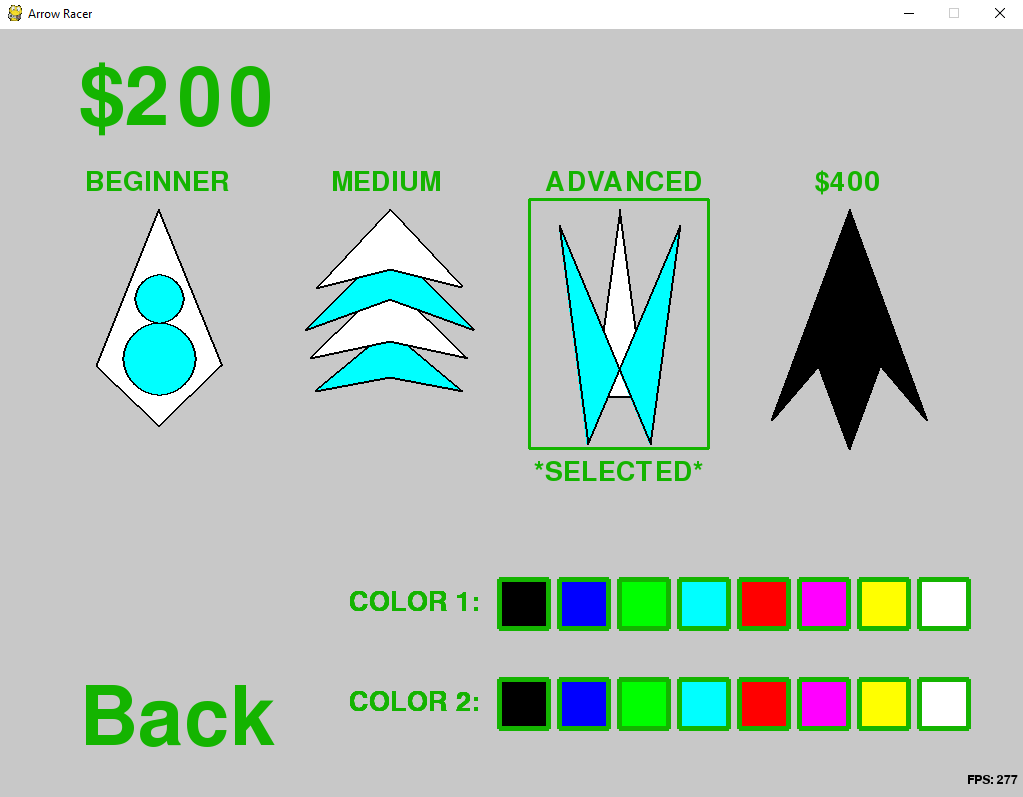 Arrow Racer
$200
BEGINNER MEDIUM ADVANCED $400
*SELECTED*
COLOR 1:
COLOR 2:
Back
FPS: 277